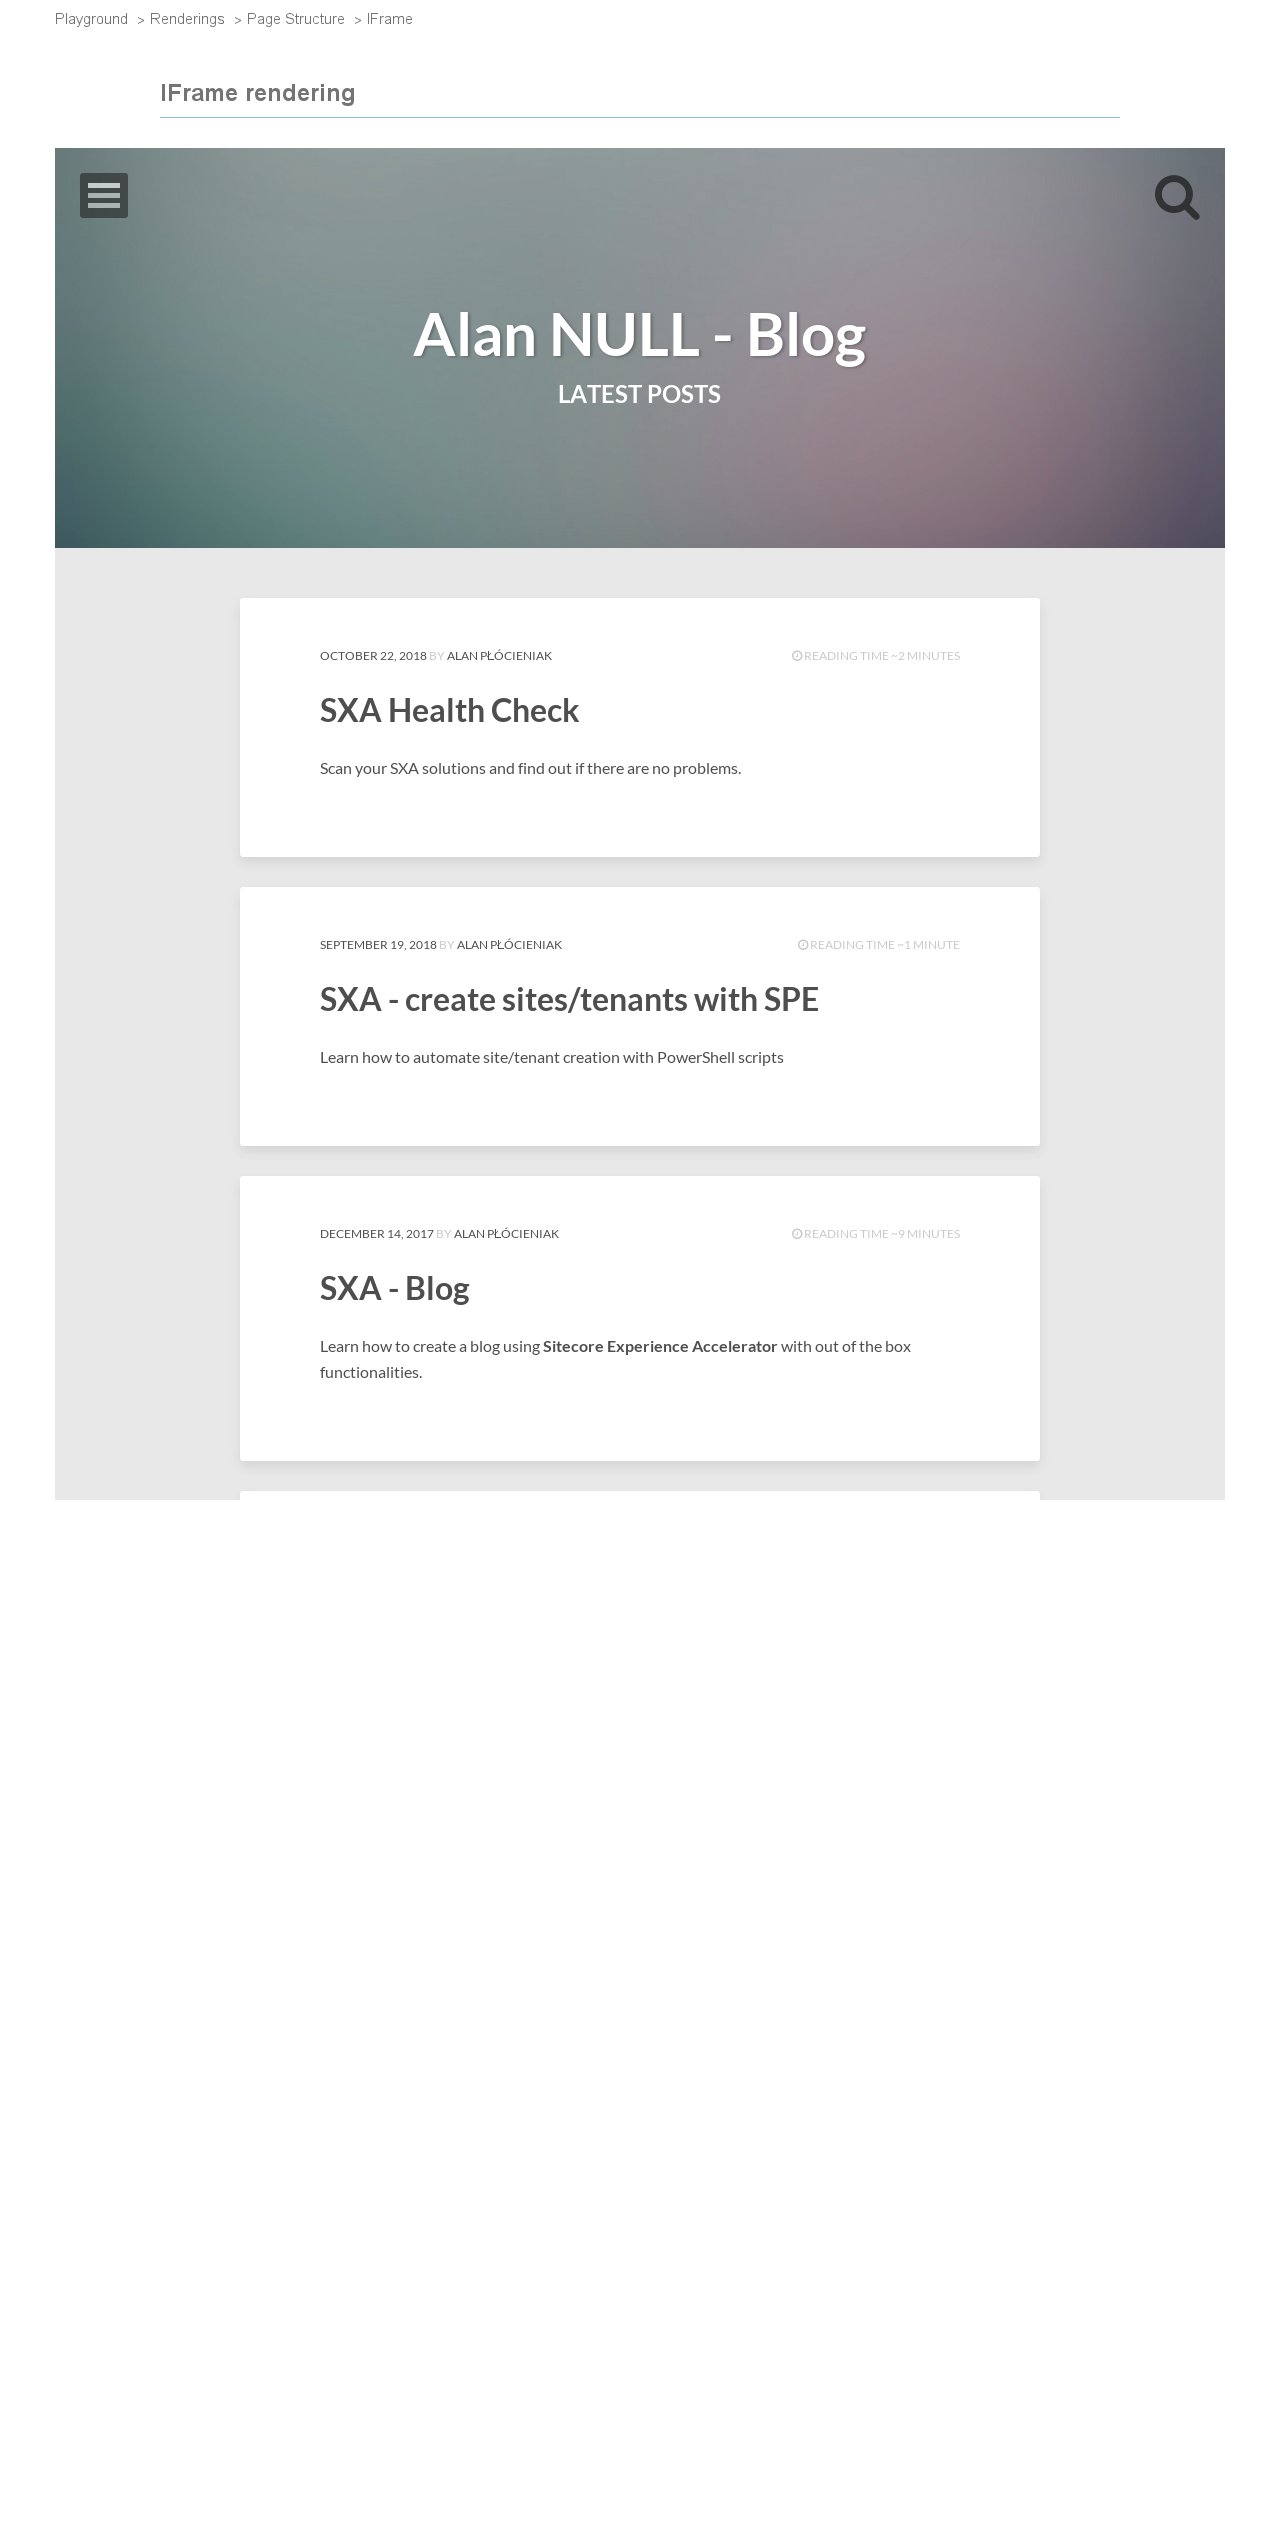 Playground > Renderings > Page Structure > IFrame
IFrame rendering
Alan NULL - Blog
LATEST POSTS
OCTOBER 22, 2018 BY ALAN PŁÓCIENIAK READING TIME ~2 MINUTES
SXA Health Check
Scan your SXA solutions and find out if there are no problems.
SEPTEMBER 19, 2018 BY ALAN PŁÓCIENIAK READING TIME ~1 MINUTE
SXA - create sites/tenants with SPE
Learn how to automate site/tenant creation with PowerShell scripts
DECEMBER 14, 2017 BY ALAN PŁÓCIENIAK READING TIME ~9 MINUTES
SXA - Blog
Learn how to create a blog using Sitecore Experience Accelerator with out of the box
functionalities.